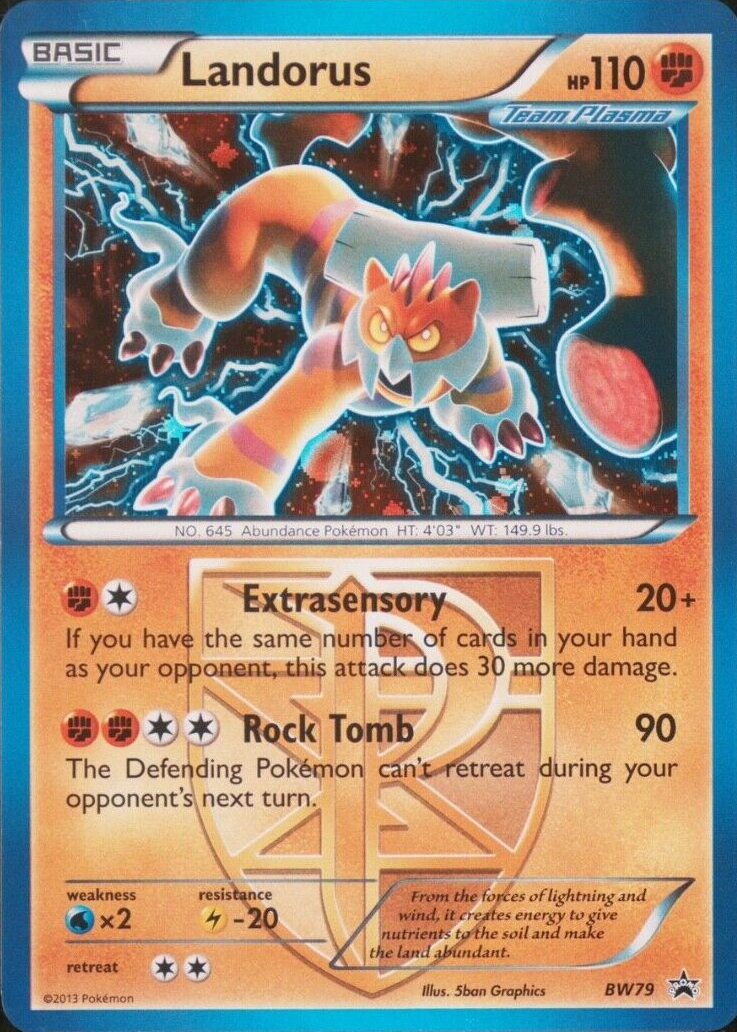 BASIC
Landorus
HP110
Team Plasma
NO. 645 Abundance Pokémon HT: 4'03" WT: 149.9 lbs.
Extrasensory 20+
If you have the same number of cards in your hand
as your opponent, this attack does 30 more damage.
Rock Tomb 90
The Defending Pokémon can't retreat during your
opponent's next turn.
weakness resistance
×2 -20
From the forces of lightning and
wind, it creates energy to give
nutrients to the soil and make
the land abundant.
retreat
©2013 Pokémon Illus. 5ban Graphics BW79 PROMO